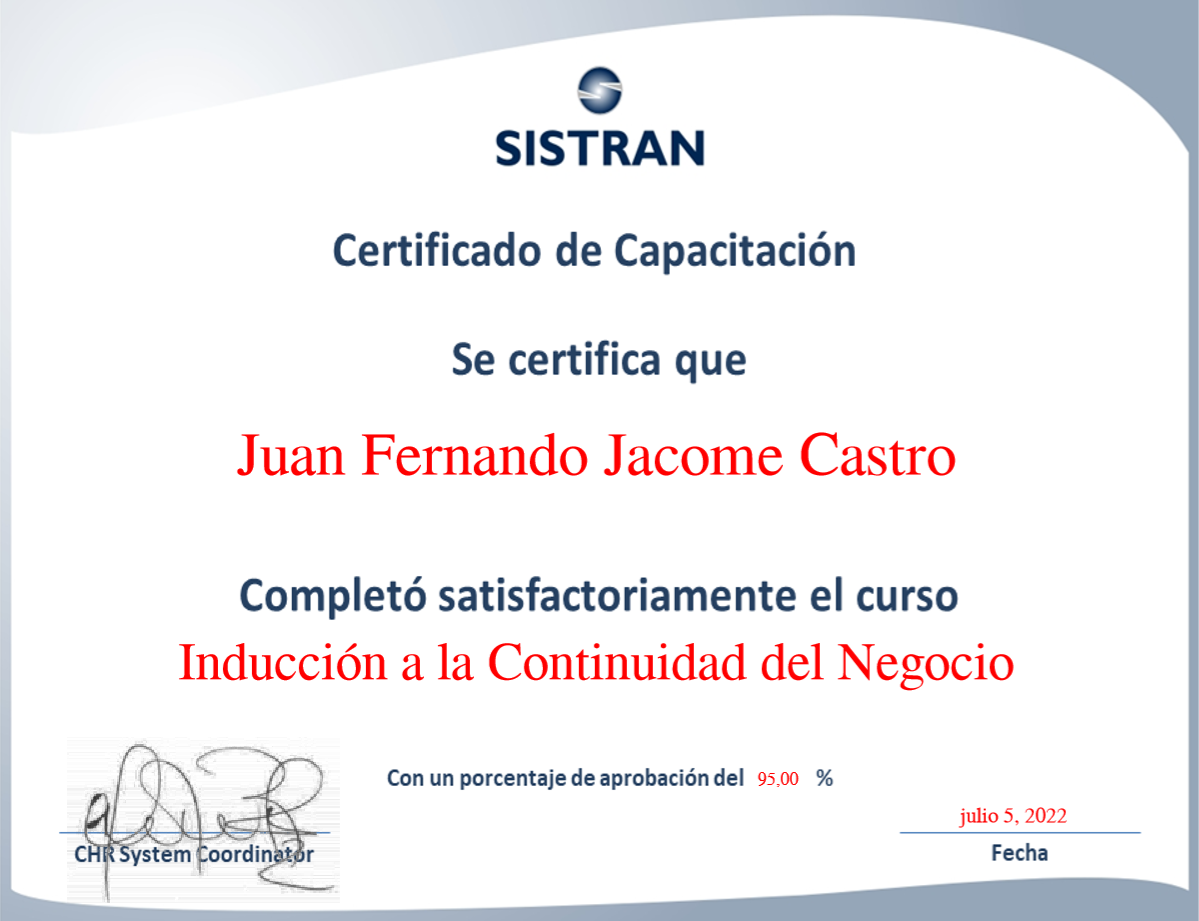 SISTRAN
Certificado de Capacitación
Se certifica que
Juan Fernando Jacome Castro
Completó satisfactoriamente el curso
Inducción a la Continuidad del Negocio
Con un porcentaje de aprobación del 95,00 %
julio 5, 2022
CHR System Coordinator
Fecha